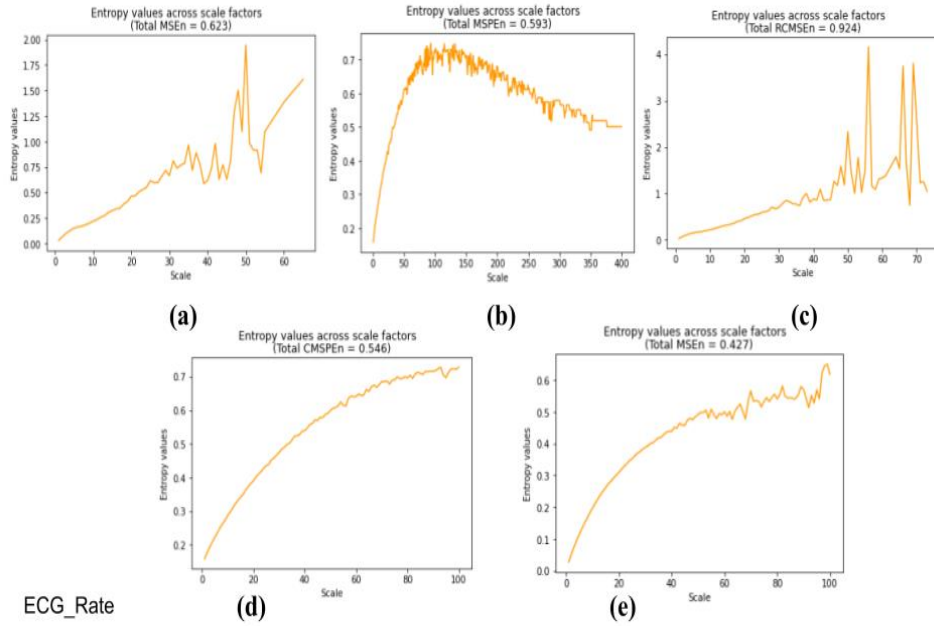 Entropy values across scale factors
(Total MSEn = 0.623)
Entropy values
2.00
1.75
1.50
1.25
1.00
0.75
0.50
0.25
0.00
0 10 20 30 40 50 60
Scale
(a)
Entropy values across scale factors
(Total MSPEn = 0.593)
Entropy values
0.7
0.6
0.5
0.4
0.3
0.2
0 50 100 150 200 250 300 350 400
Scale
(b)
Entropy values across scale factors
(Total RCMSEn = 0.924)
Entropy values
4
3
2
1
0
0 10 20 30 40 50 60 70
Scale
(c)
Entropy values across scale factors
(Total CMSPEn = 0.546)
Entropy values
0.7
0.6
0.5
0.4
0.3
0.2
0 20 40 60 80 100
Scale
(d)
Entropy values across scale factors
(Total MSEn = 0.427)
Entropy values
0.6
0.5
0.4
0.3
0.2
0.1
0.0
0 20 40 60 80 100
Scale
(e)
ECG_Rate